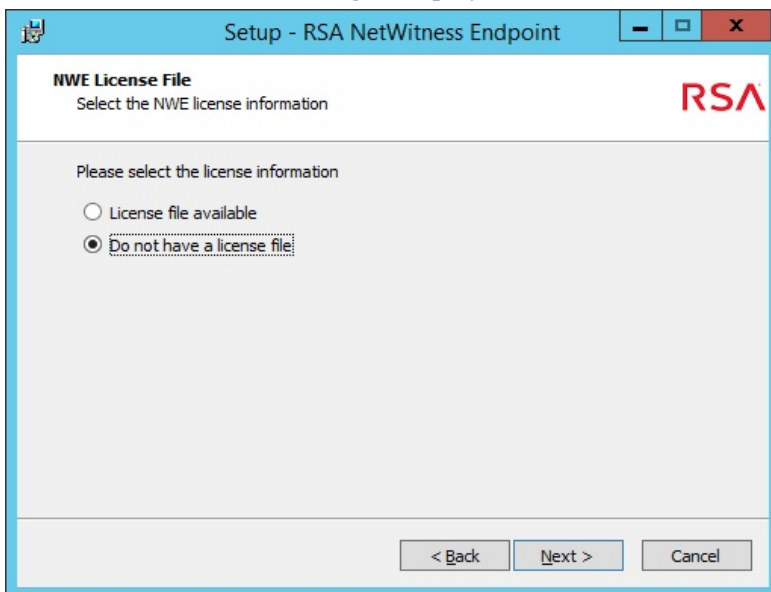 Setup - RSA NetWitness Endpoint
NWE License File
Select the NWE license information
RSA
Please select the license information
License file available
Do not have a license file
< Back Next > Cancel